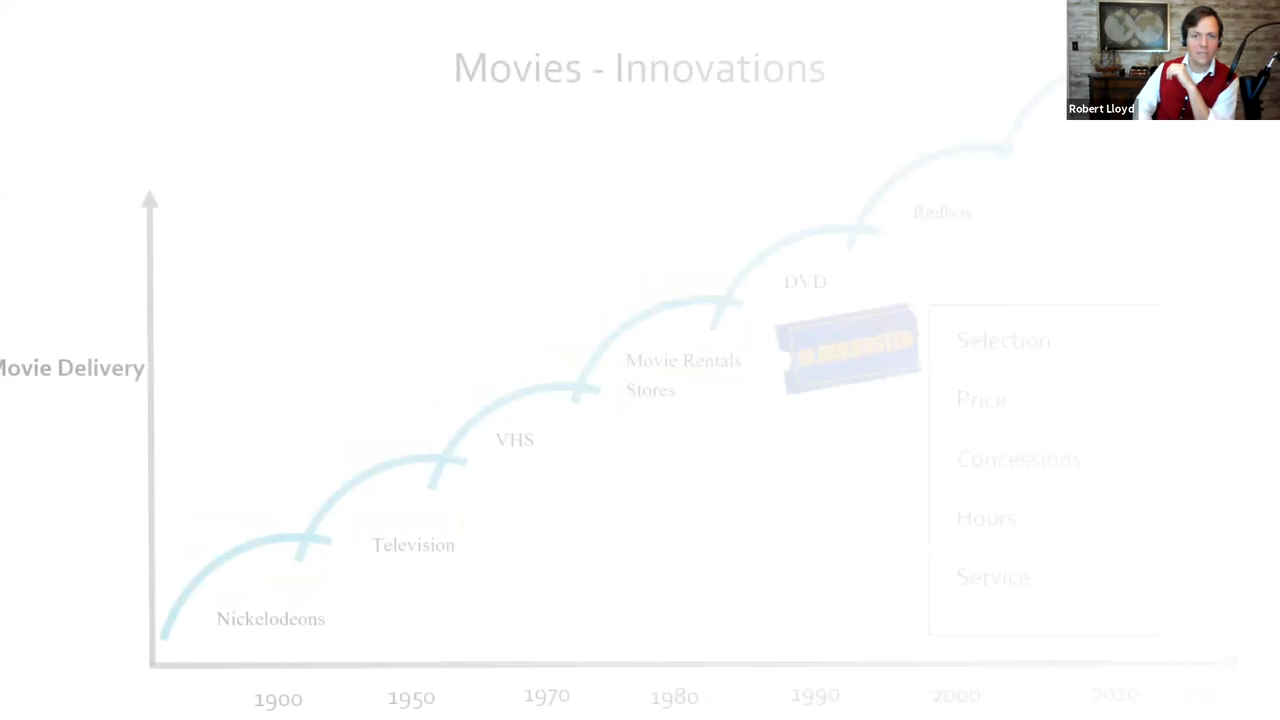 Movies - Innovations
Robert Lloyd
Redbox
DVD
BLOCKBUSTER
Selection
Movie Rentals
Stores
Movie Delivery
Price
VHS
Concessions
Hours
Television
Service
Nickelodeons
1900
1950
1970
1980
1990
2000
2010